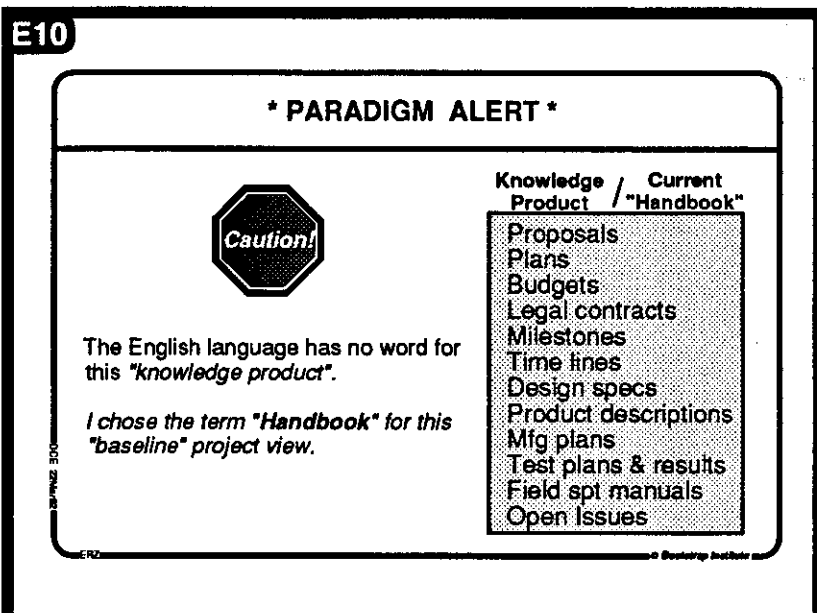 E10
* PARADIGM ALERT *
Caution!
The English language has no word for
this "knowledge product".
I chose the term "Handbook" for this
"baseline" project view.
Knowledge Product / Current "Handbook"
Proposals
Plans
Budgets
Legal contracts
Milestones
Time lines
Design specs
Product descriptions
Mfg plans
Test plans & results
Field spt manuals
Open Issues
© Bootstrap Institute